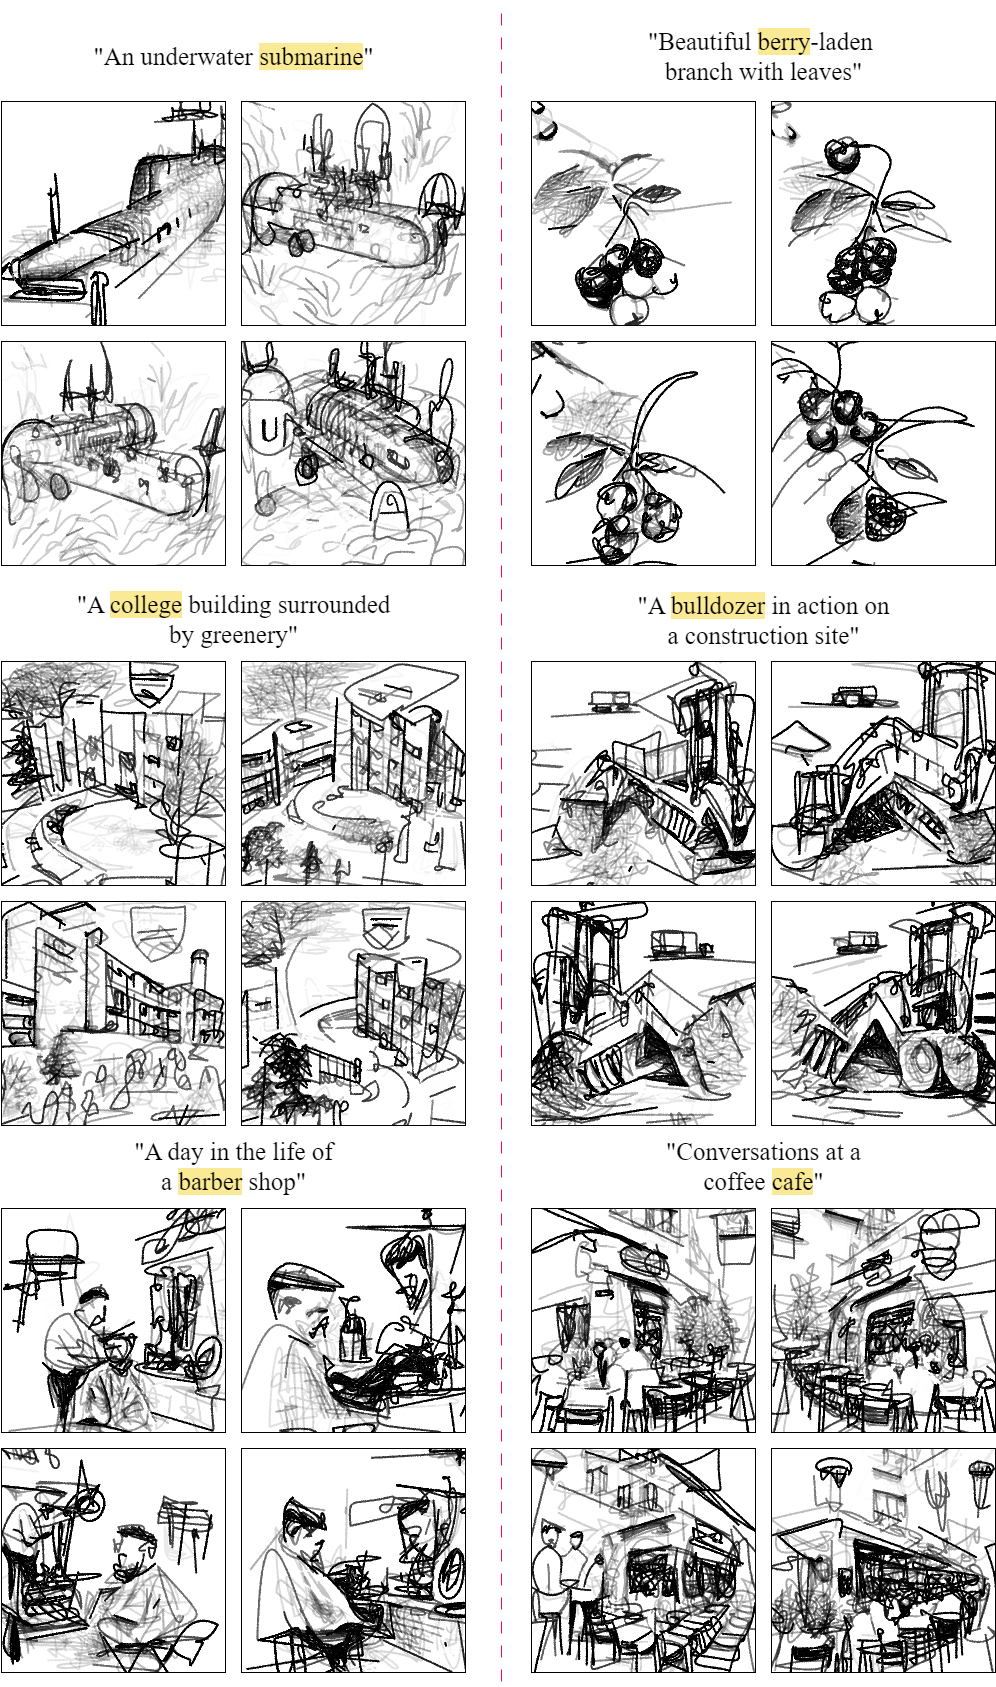 "An underwater submarine"
"Beautiful berry-laden
branch with leaves"
U
"A college building surrounded
by greenery"
"A bulldozer in action on
a construction site"
"A day in the life of
a barber shop"
"Conversations at a
coffee cafe"